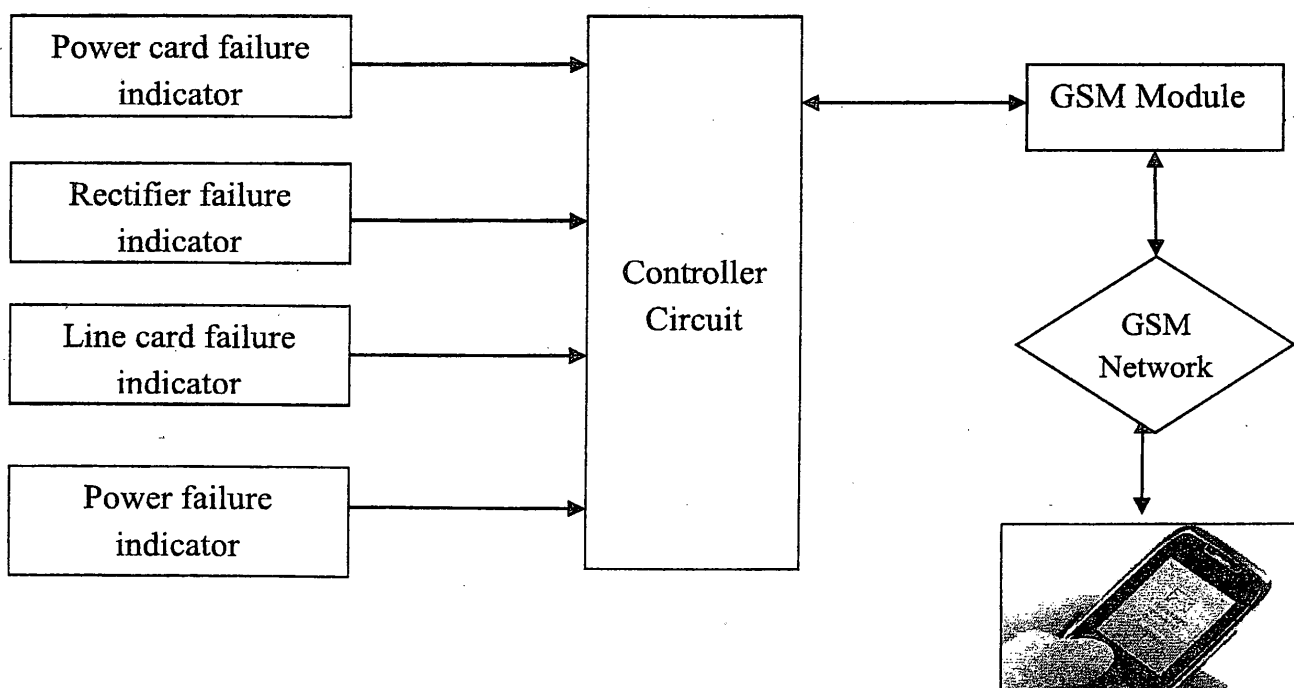 Power card failure
indicator
Rectifier failure
indicator
Line card failure
indicator
Power failure
indicator
Controller
Circuit
GSM Module
GSM
Network